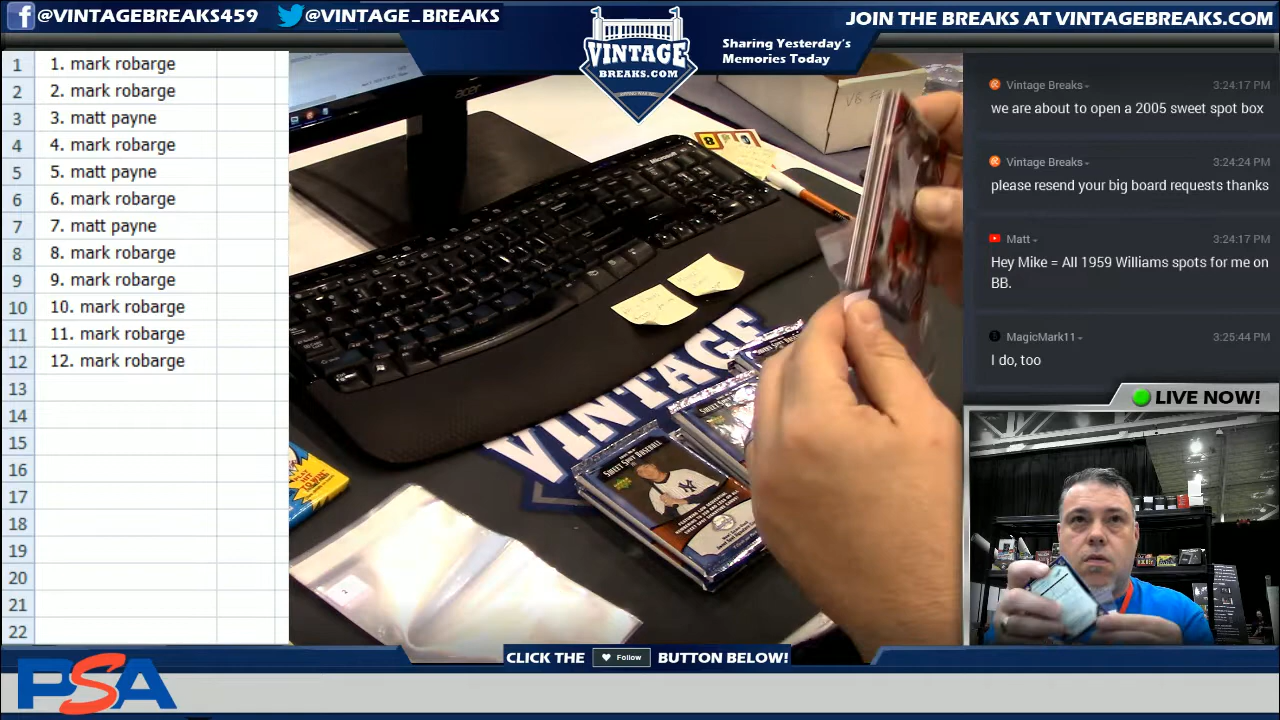 @VINTAGEBREAKS459
@VINTAGE_BREAKS
VINTAGE
BREAKS.COM
Sharing Yesterday's
Memories Today
JOIN THE BREAKS AT VINTAGEBREAKS.COM
1 1. mark robarge
2 2. mark robarge
3 3. matt payne
4 4. mark robarge
5 5. matt payne
6 6. mark robarge
7 7. matt payne
8 8. mark robarge
9 9. mark robarge
10 10. mark robarge
11 11. mark robarge
12 12. mark robarge
13
14
15
16
17
18
19
20
21
22
acer
Microsoft
VINTAGE
SWEET SPOT BASEBALL
SWEET SPOT
Vintage Breaks 3:24:17 PM
we are about to open a 2005 sweet spot box
Vintage Breaks 3:24:24 PM
please resend your big board requests thanks
Matt 3:24:17 PM
Hey Mike = All 1959 Williams spots for me on
BB.
MagicMark11 3:25:44 PM
I do, too
LIVE NOW!
CLICK THE Follow BUTTON BELOW!
PSA